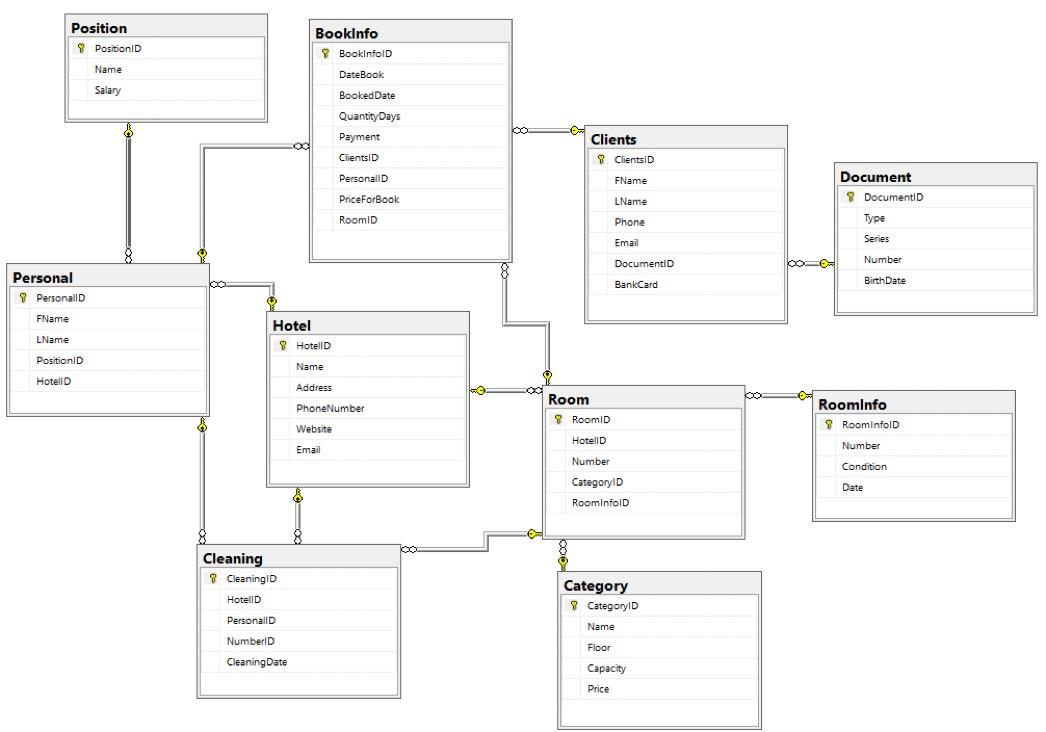 Position
PositionID
Name
Salary
BookInfo
BookInfoID
DateBook
BookedDate
QuantityDays
Payment
ClientsID
PersonalID
PriceForBook
RoomID
Clients
ClientsID
FName
LName
Phone
Email
DocumentID
BankCard
Document
DocumentID
Type
Series
Number
BirthDate
Personal
PersonalID
FName
LName
PositionID
HotelID
Hotel
HotelID
Name
Address
PhoneNumber
Website
Email
Room
RoomID
HotelID
Number
CategoryID
RoomInfoID
RoomInfo
RoomInfoID
Number
Condition
Date
Cleaning
CleaningID
HotelID
PersonalID
NumberID
CleaningDate
Category
CategoryID
Name
Floor
Capacity
Price